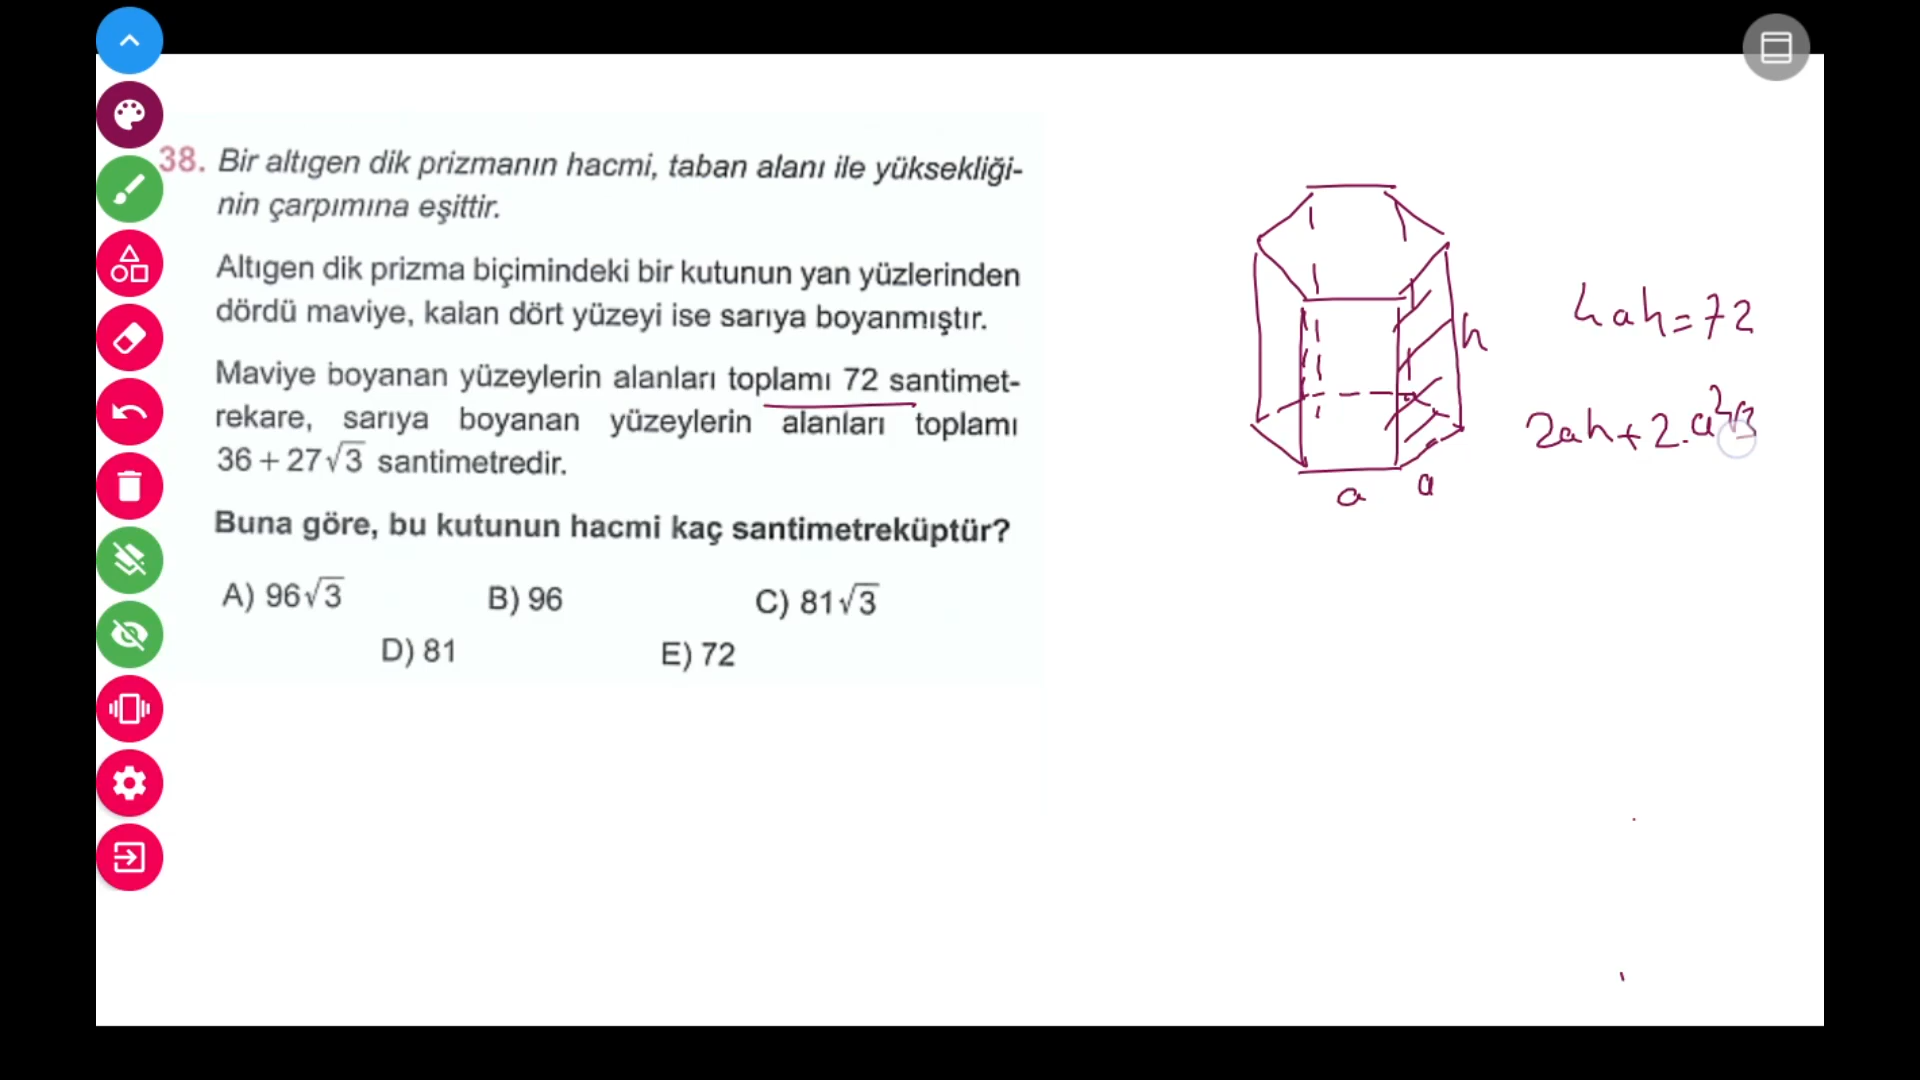 38. Bir altıgen dik prizmanın hacmi, taban alanı ile yüksekliği-
nin çarpımına eşittir.
Altıgen dik prizma biçimindeki bir kutunun yan yüzlerinden
dördü maviye, kalan dört yüzeyi ise sarıya boyanmıştır.
Maviye boyanan yüzeylerin alanları toplamı 72 santimet-
rekare, sarıya boyanan yüzeylerin alanları toplamı
36 + 27√3 santimetredir.
Buna göre, bu kutunun hacmi kaç santimetreküptür?
A) 96√3 B) 96 C) 81√3
D) 81 E) 72
h
a a
4ah=72
2ah+2.a²√3